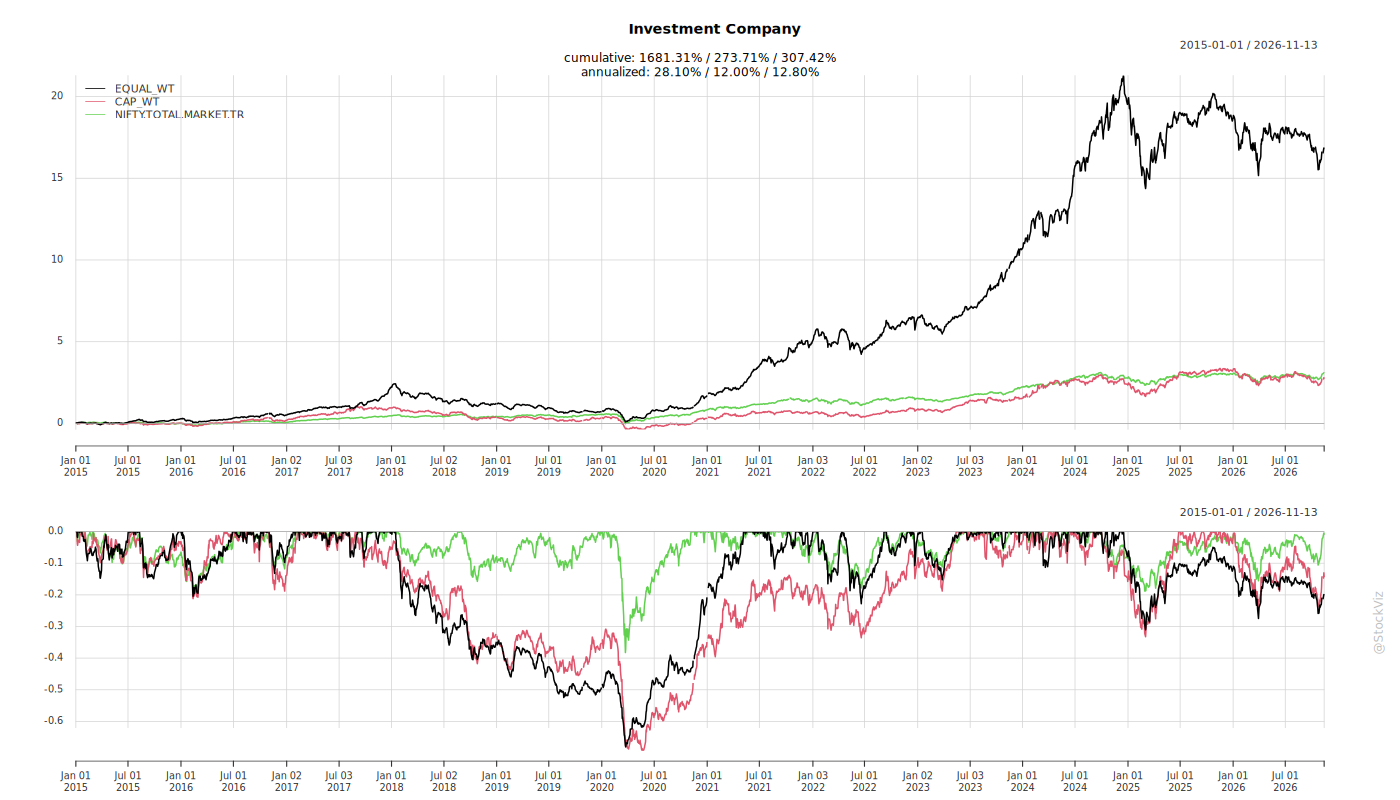 Investment Company
2015-01-01 / 2026-11-13
cumulative: 1681.31% / 273.71% / 307.42%
annualized: 28.10% / 12.00% / 12.80%
EQUAL_WT
CAP_WT
NIFTY.TOTAL.MARKET.TR
20
15
10
5
0
Jan 01 Jul 01 Jan 01 Jul 01 Jan 02 Jul 03 Jan 01 Jul 02 Jan 01 Jul 01 Jan 01 Jul 01 Jan 01 Jul 01 Jan 03 Jul 01 Jan 02 Jul 03 Jan 01 Jul 01 Jan 01 Jul 01 Jan 01 Jul 01
2015 2015 2016 2016 2017 2017 2018 2018 2019 2019 2020 2020 2021 2021 2022 2022 2023 2023 2024 2024 2025 2025 2026 2026
2015-01-01 / 2026-11-13
0.0
-0.1
-0.2
-0.3
-0.4
-0.5
-0.6
Jan 01 Jul 01 Jan 01 Jul 01 Jan 02 Jul 03 Jan 01 Jul 02 Jan 01 Jul 01 Jan 01 Jul 01 Jan 01 Jul 01 Jan 03 Jul 01 Jan 02 Jul 03 Jan 01 Jul 01 Jan 01 Jul 01 Jan 01 Jul 01
2015 2015 2016 2016 2017 2017 2018 2018 2019 2019 2020 2020 2021 2021 2022 2022 2023 2023 2024 2024 2025 2025 2026 2026
@StockViz